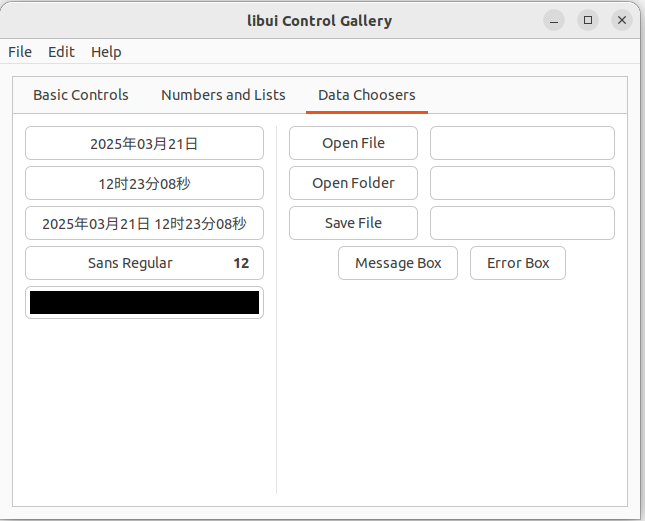 libui Control Gallery
File Edit Help
Basic Controls Numbers and Lists Data Choosers
2025年03月21日
12时23分08秒
2025年03月21日 12时23分08秒
Sans Regular 12
Open File
Open Folder
Save File
Message Box Error Box